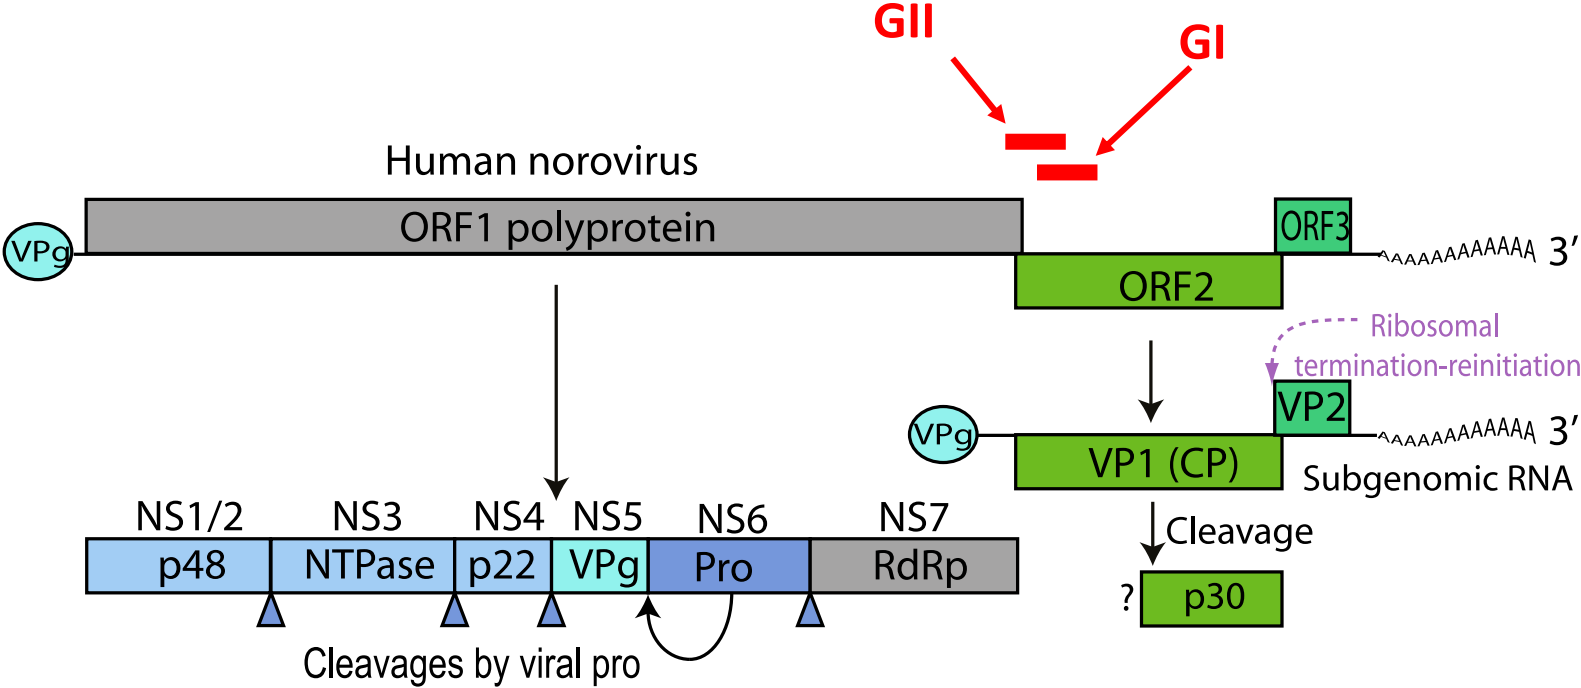 GII
GI
Human norovirus
ORF1 polyprotein
ORF3
VPg
AAAAAAAAAAAA 3′
ORF2
Ribosomal
termination-reinitiation
VP2
VPg
AAAAAAAAAAAA 3′
VP1 (CP)
Subgenomic RNA
NS1/2 NS3 NS4 NS5 NS6 NS7
Cleavage
p48 NTPase p22 VPg Pro RdRp
? p30
Cleavages by viral pro